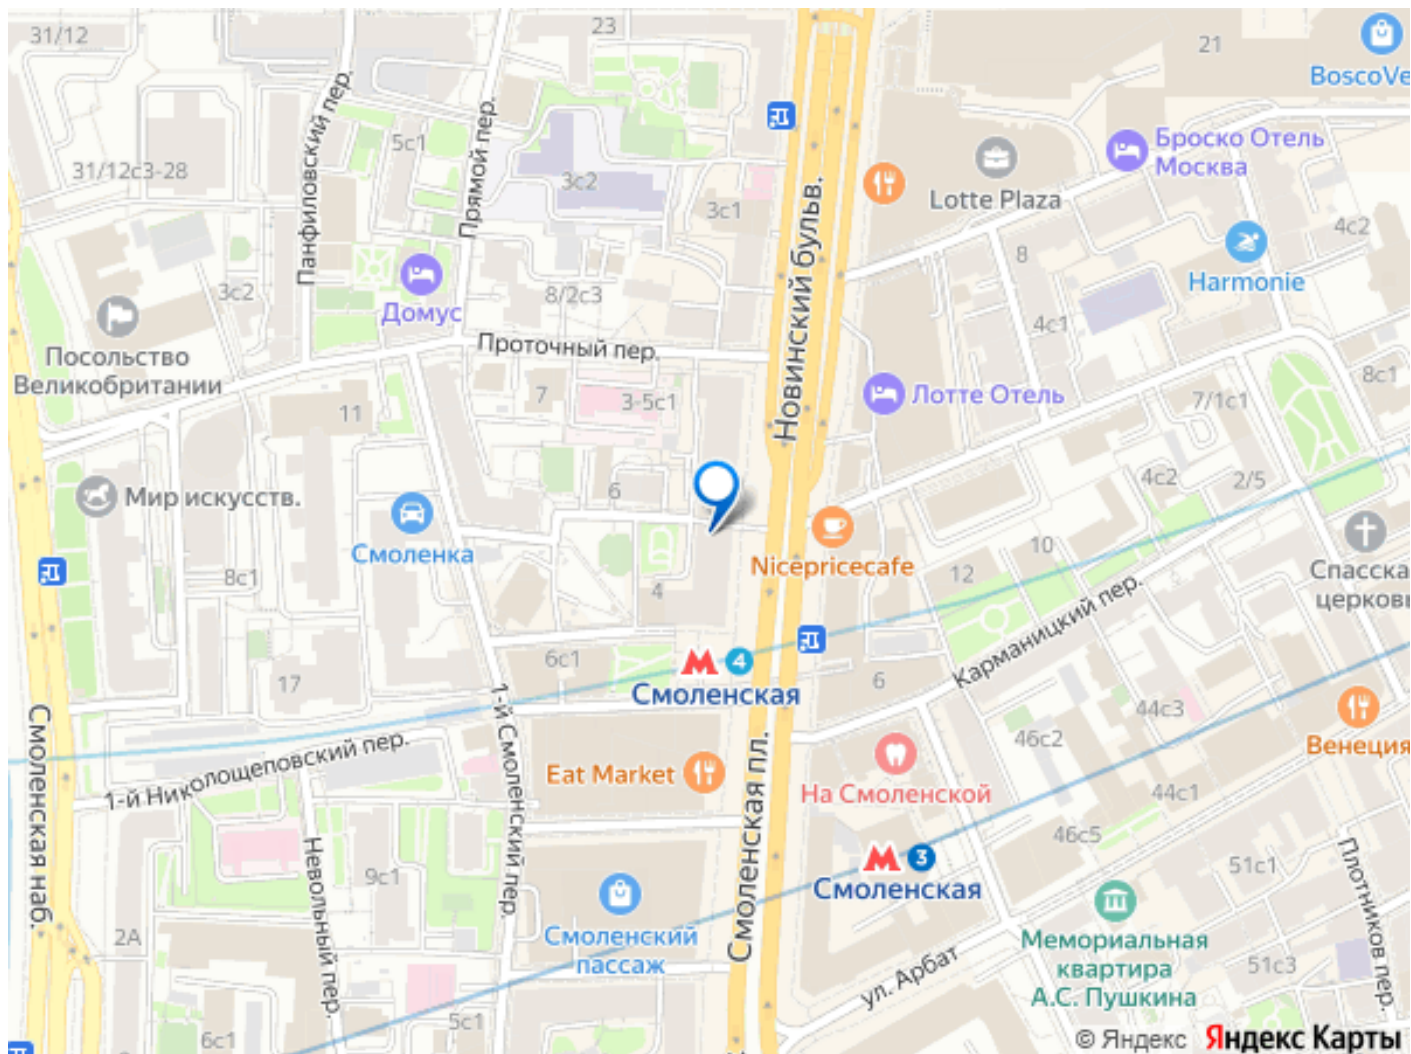 31/12
23
21
BoscoVe
Панфиловский пер.
Прямой пер.
5с1
31/12с3-28
3с2
3с1
Новинский бульв.
Lotte Plaza
Броско Отель
Москва
4с2
8
Harmonie
4с1
3с2
Домус
8/2с3
Посольство
Великобритании
Проточный пер.
7
3-5с1
11
Лотте Отель
8с1
7/1с1
4с2
2/5
Мир искусств.
6
Смоленка
Nicepricecafe
10
12
Спасска
церковь
8с1
4
Карманицкий пер.
6с1
4
Смоленская
6
17
44с3
46с2
Венеция
Смоленская наб.
1-й Николощеповский пер.
1-й Смоленский пер.
Eat Market
Смоленская пл.
На Смоленской
44с1
46с5
3
Смоленская
51с1
Плотников пер.
Невольный пер.
9с1
2А
Смоленский
пассаж
ул. Арбат
Мемориальная
квартира
А.С. Пушкина
51с3
5с1
6с1
© Яндекс Яндекс Карты